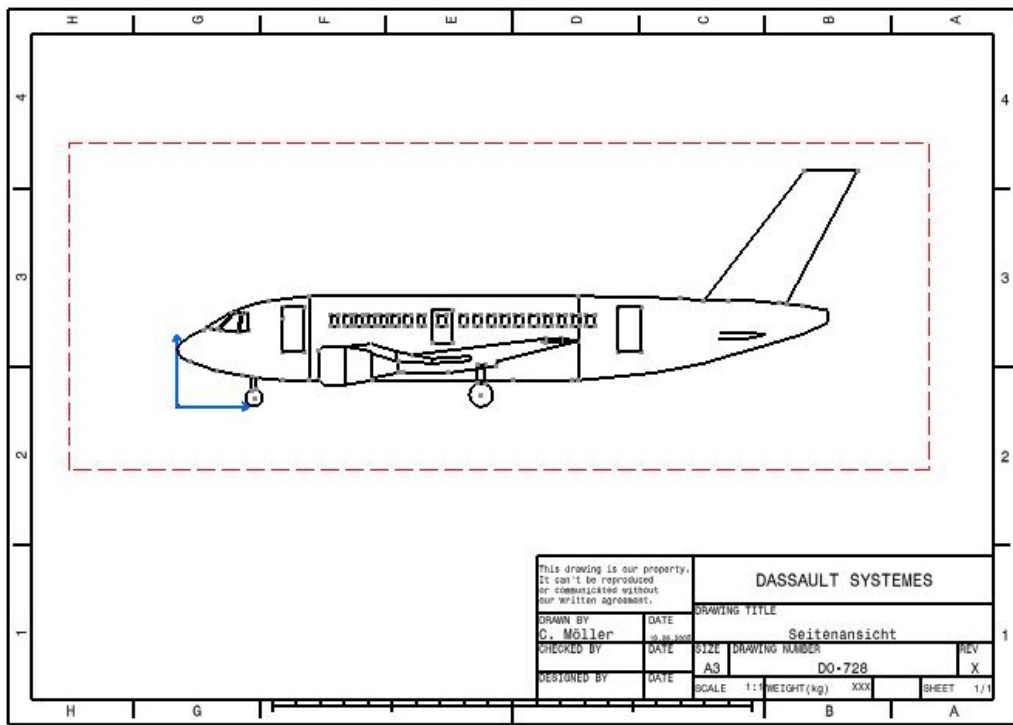 H G F E D C B A
4 4
3 3
2 2
1 1
This drawing is our property.
It can't be reproduced
or communicated without
our written agreement.
DASSAULT SYSTEMES
DRAWING TITLE
Seitenansicht
DRAWN BY DATE
C. Möller
CHECKED BY DATE
DESIGNED BY DATE
SIZE DRAWING NUMBER REV
A3 DO-728 X
SCALE 1:1 WEIGHT(kg) XXX SHEET 1/1
H G B A